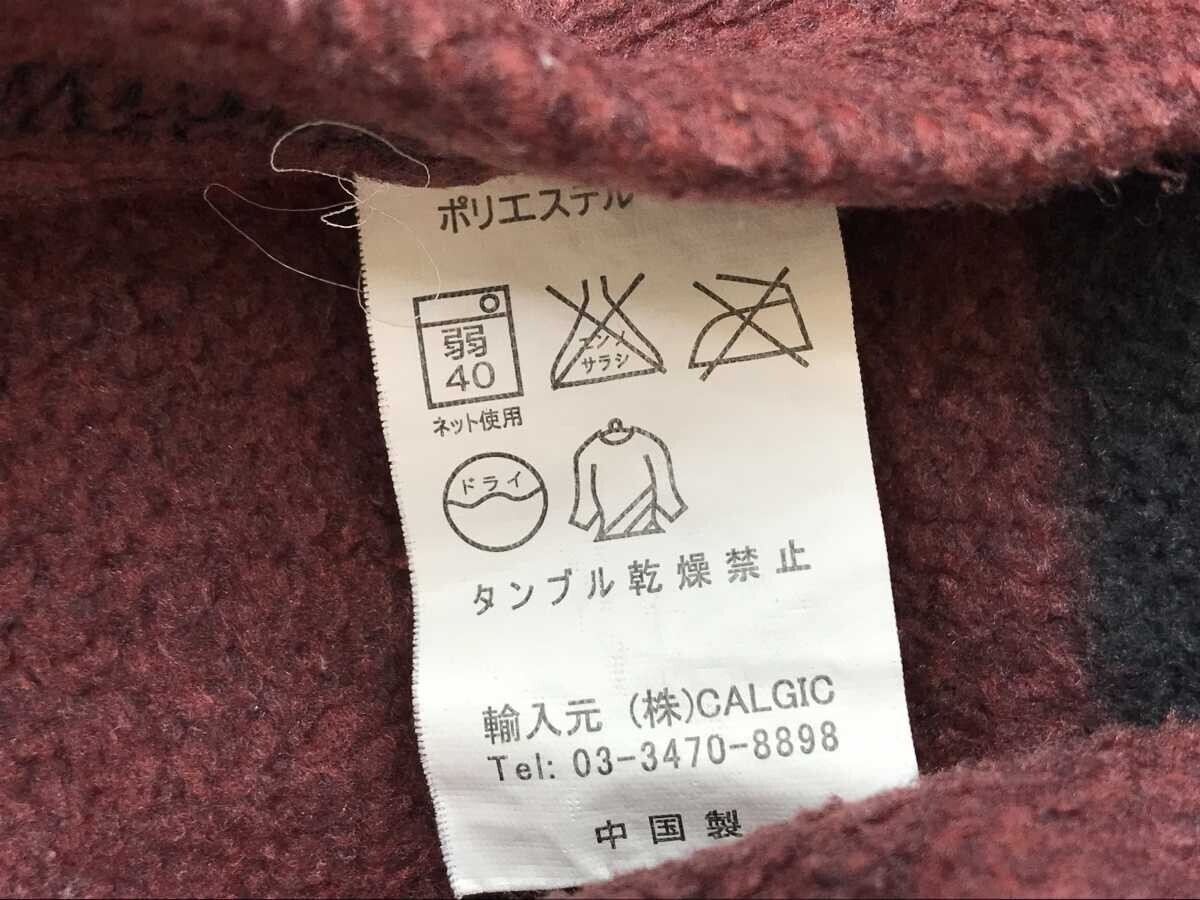 ポリエステル
弱
40
エンソ
サラシ
ネット使用
ドライ
タンブル乾燥禁止
輸入元 (株)CALGIC
Tel: 03-3470-8898
中国製